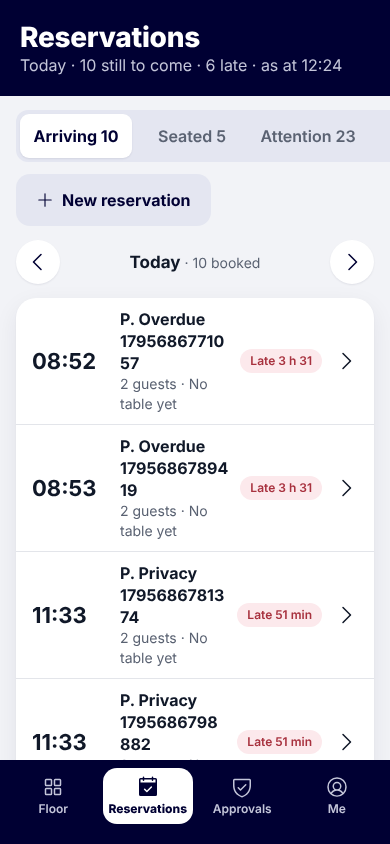 Reservations
Today · 10 still to come · 6 late · as at 12:24
Arriving 10
Seated 5
Attention 23
New reservation
Today · 10 booked
08:52
P. Overdue
17956867710
57
2 guests · No
table yet
Late 3 h 31
08:53
P. Overdue
17956867894
19
2 guests · No
table yet
Late 3 h 31
11:33
P. Privacy
17956867813
74
2 guests · No
table yet
Late 51 min
11:33
P. Privacy
1795686798
882
Late 51 min
Floor
Reservations
Approvals
Me